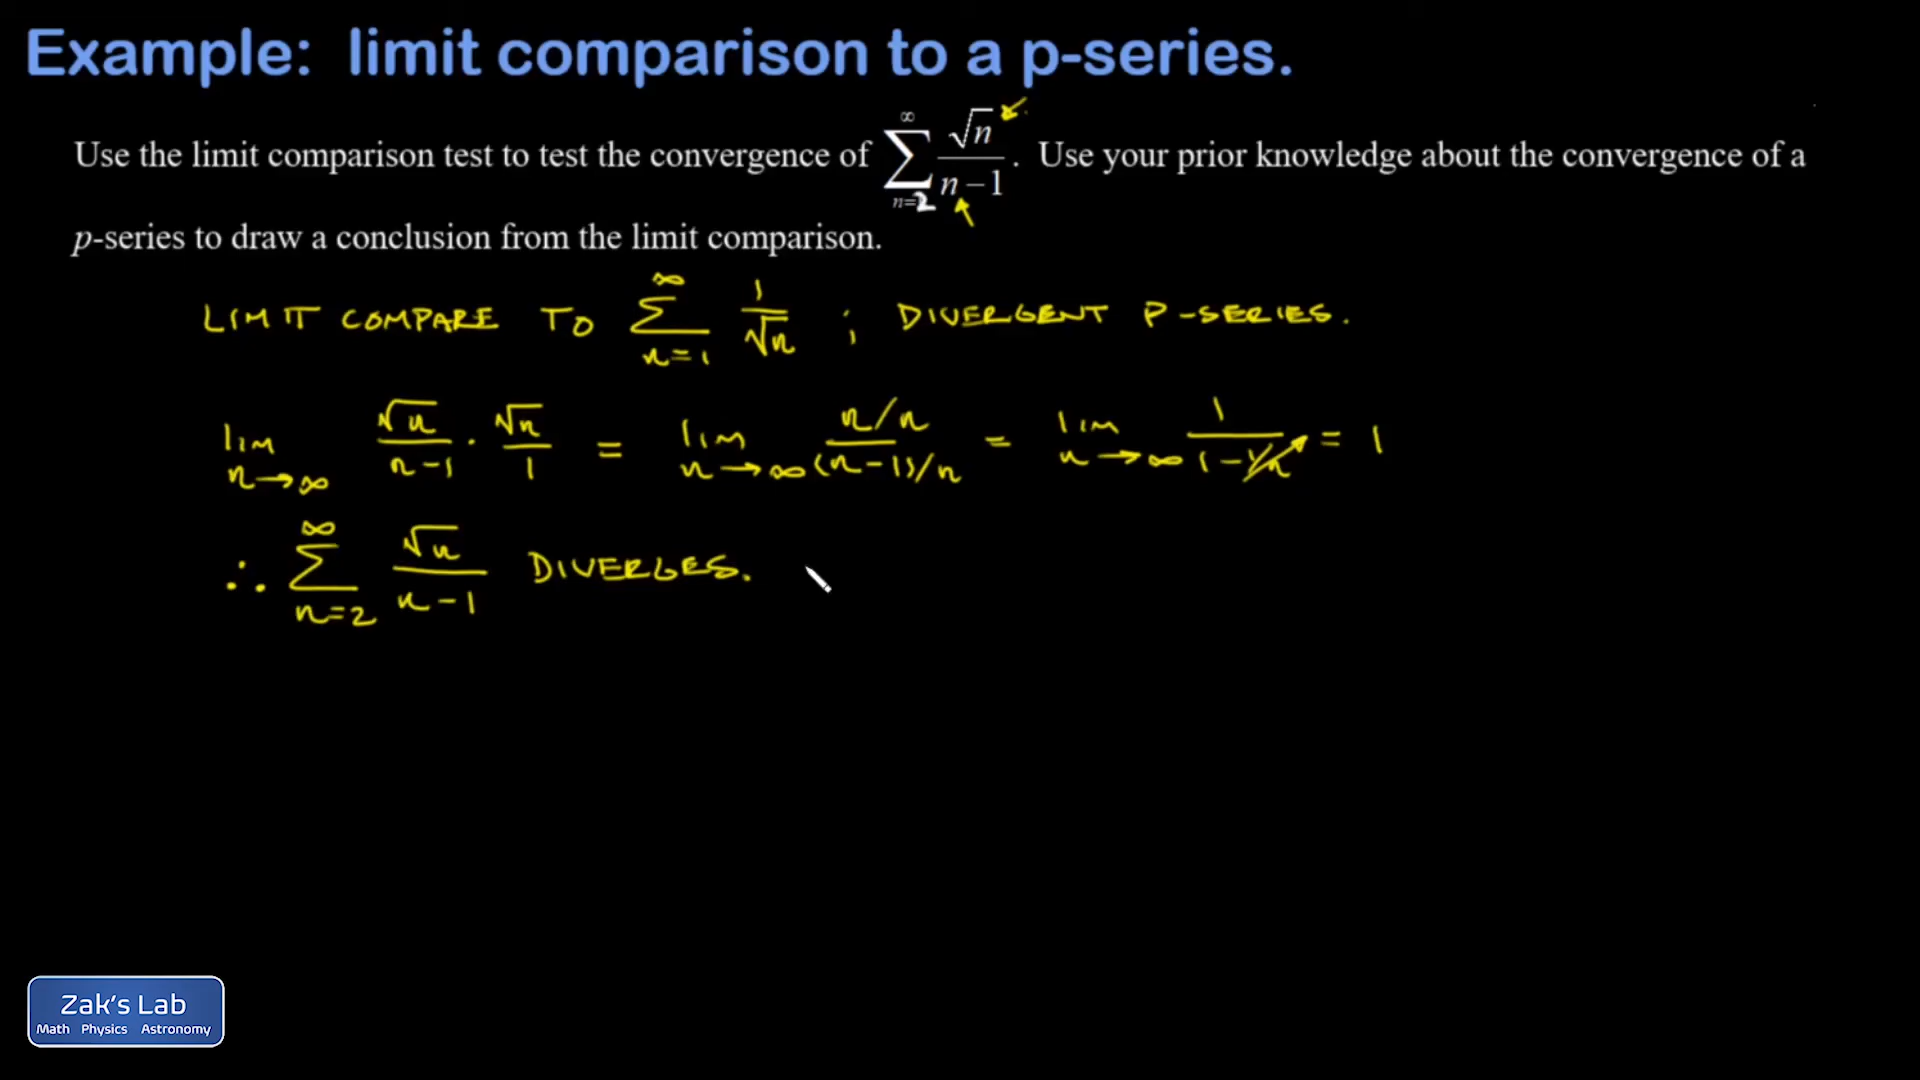 Example: limit comparison to a p-series.
Use the limit comparison test to test the convergence of ∑_{n=2}^{∞} √n/(n−1). Use your prior knowledge about the convergence of a
p-series to draw a conclusion from the limit comparison.
LIMIT COMPARE TO ∑_{n=1}^{∞} 1/√n ; DIVERGENT P-SERIES.
lim_{n→∞} √n/(n−1) · √n/1 = lim_{n→∞} (n/n)/((n−1)/n) = lim_{n→∞} 1/(1−1/n) = 1
∴ ∑_{n=2}^{∞} √n/(n−1) DIVERGES.
Zak's Lab
Math Physics Astronomy